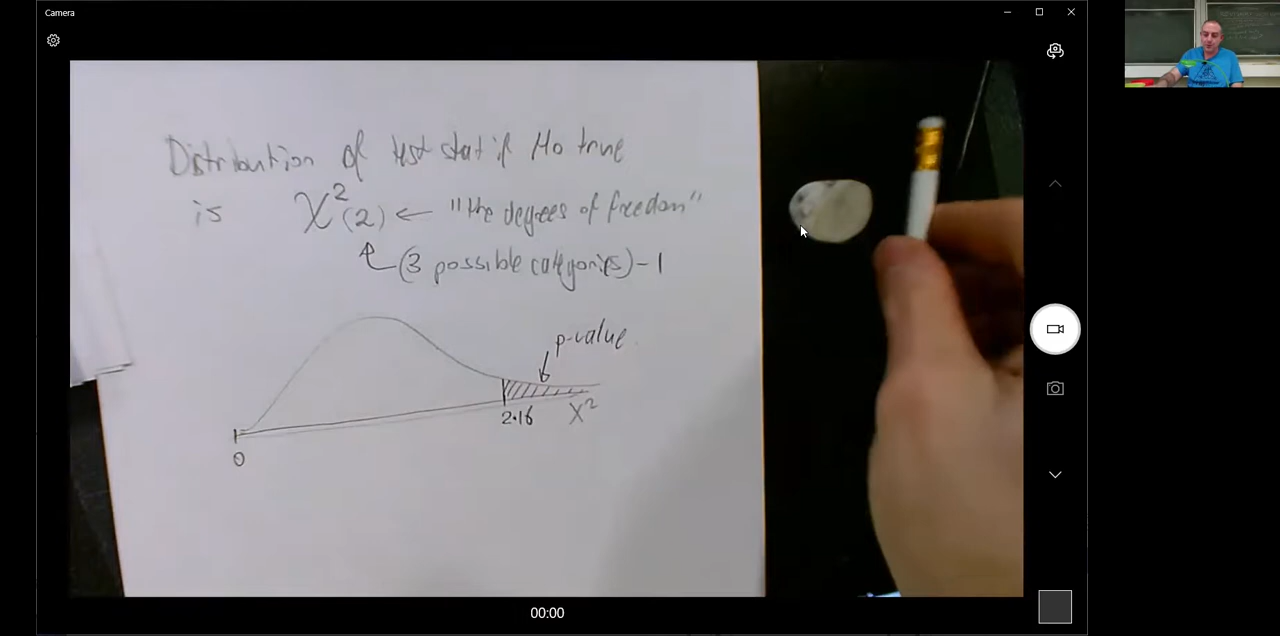 Camera
Distribution of test stat if Ho true
is X²(2) ← "the degrees of freedom"
(3 possible categories) - 1
p-value
2.16
X²
0
00:00